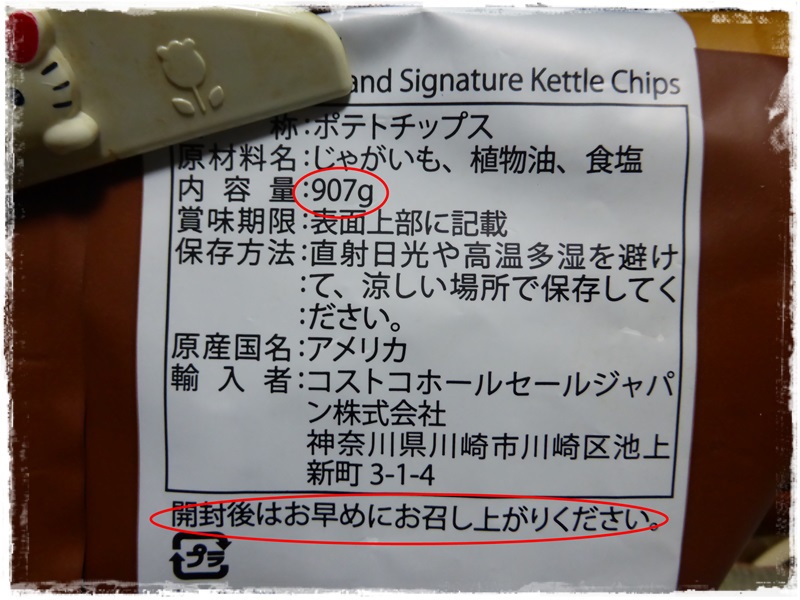 and Signature Kettle Chips
称:ポテトチップス
原材料名:じゃがいも、植物油、食塩
内容量:907g
賞味期限:表面上部に記載
保存方法:直射日光や高温多湿を避け
:て、涼しい場所で保存してく
:ださい。
原産国名:アメリカ
輸入者:コストコホールセールジャパ
ン株式会社
神奈川県川崎市川崎区池上
新町 3-1-4
開封後はお早めにお召し上がりください。
プラ